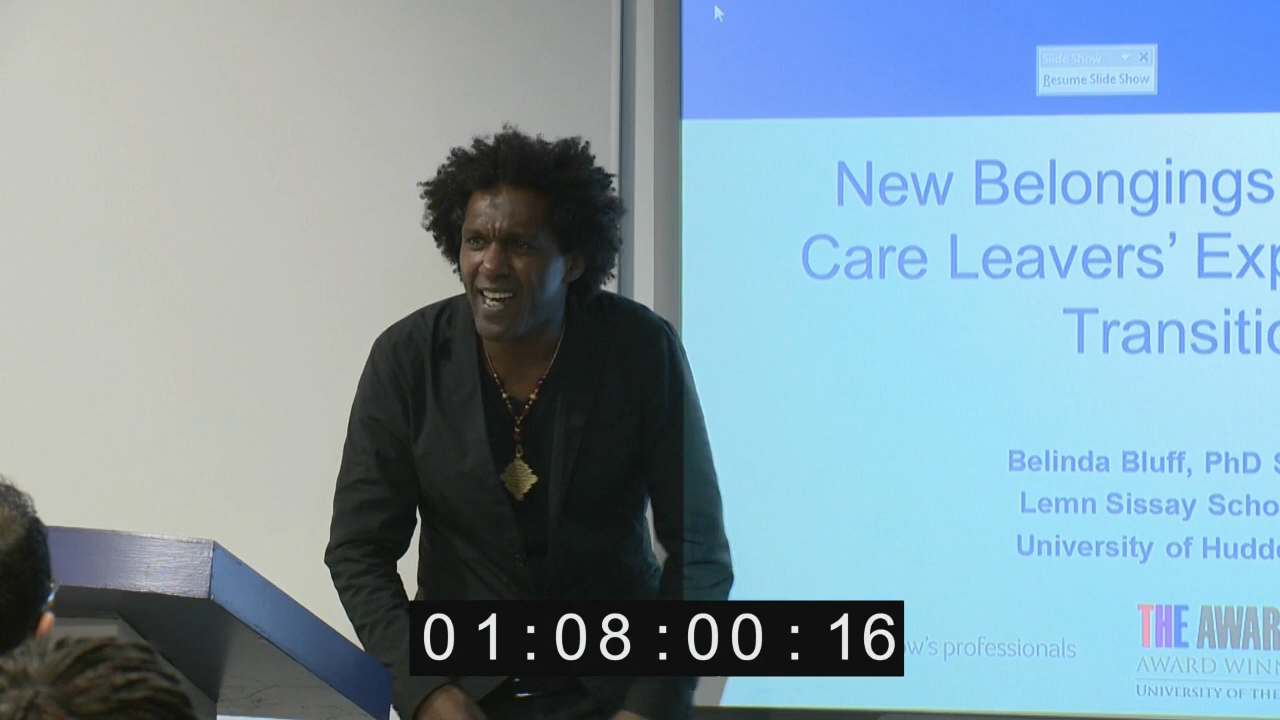 Slide Show
Resume Slide Show
New Belongings
Care Leavers' Exp
Transitio
Belinda Bluff, PhD S
Lemn Sissay Scho
University of Hudde
01:08:00:16
w's professionals
THE AWAR
AWARD WINN
UNIVERSITY OF THE